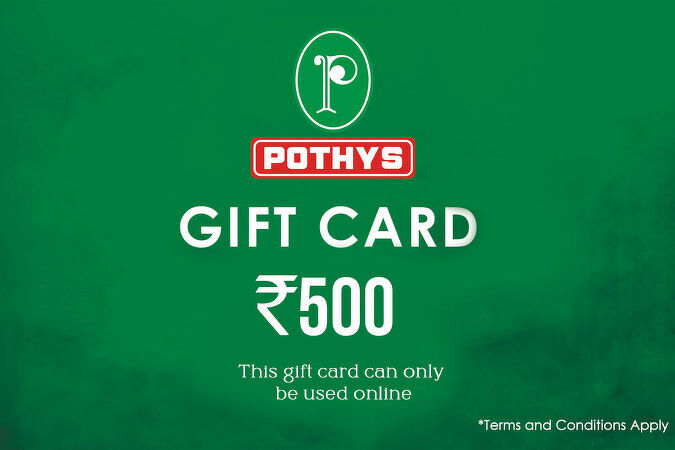 P
POTHYS
GIFT CARD
₹500
This gift card can only
be used online
*Terms and Conditions Apply